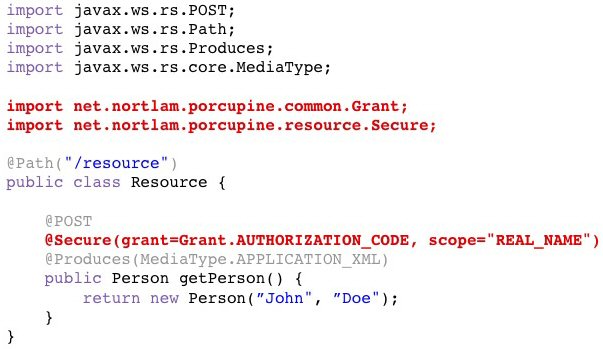 import javax.ws.rs.POST;
import javax.ws.rs.Path;
import javax.ws.rs.Produces;
import javax.ws.rs.core.MediaType;

import net.nortlam.porcupine.common.Grant;
import net.nortlam.porcupine.resource.Secure;

@Path("/resource")
public class Resource {

    @POST
    @Secure(grant=Grant.AUTHORIZATION_CODE, scope="REAL_NAME")
    @Produces(MediaType.APPLICATION_XML)
    public Person getPerson() {
        return new Person(”John", ”Doe");
    }
}